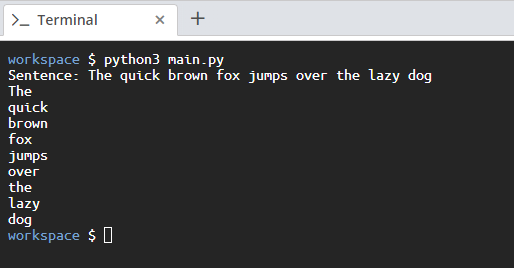 Terminal
workspace $ python3 main.py
Sentence: The quick brown fox jumps over the lazy dog
The
quick
brown
fox
jumps
over
the
lazy
dog
workspace $